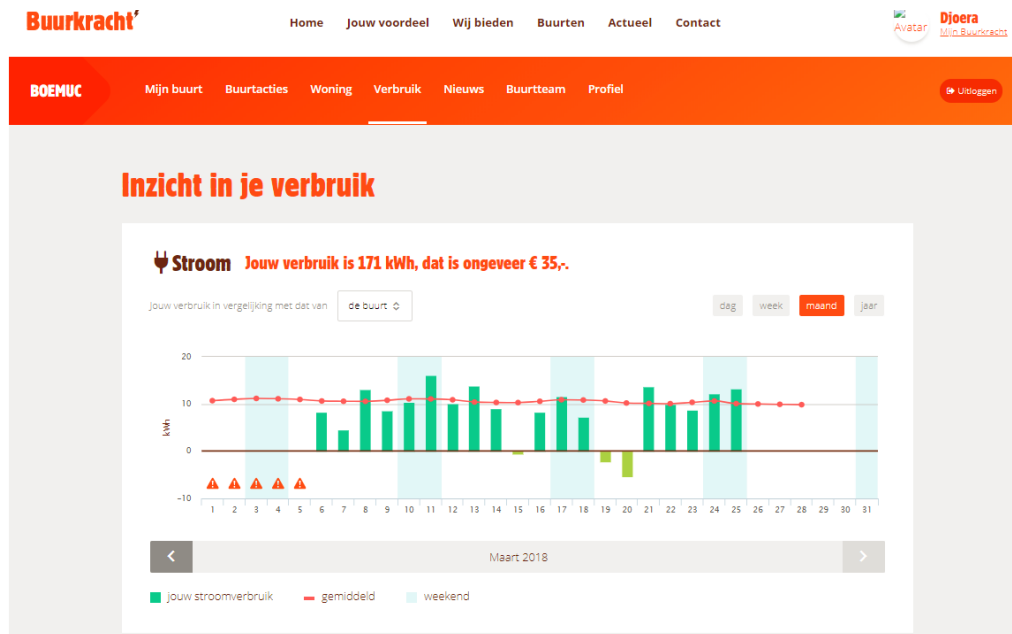 Buurkracht
Home Jouw voordeel Wij bieden Buurten Actueel Contact
Avatar
Djoera
Mijn Buurkracht
BOEMUC
Mijn buurt Buurtacties Woning Verbruik Nieuws Buurtteam Profiel
Uitloggen
Inzicht in je verbruik
Stroom Jouw verbruik is 171 kWh, dat is ongeveer € 35,-.
Jouw verbruik in vergelijking met dat van de buurt
dag week maand jaar
20
10
kWh
0
-10
1 2 3 4 5 6 7 8 9 10 11 12 13 14 15 16 17 18 19 20 21 22 23 24 25 26 27 28 29 30 31
Maart 2018
jouw stroomverbruik gemiddeld weekend